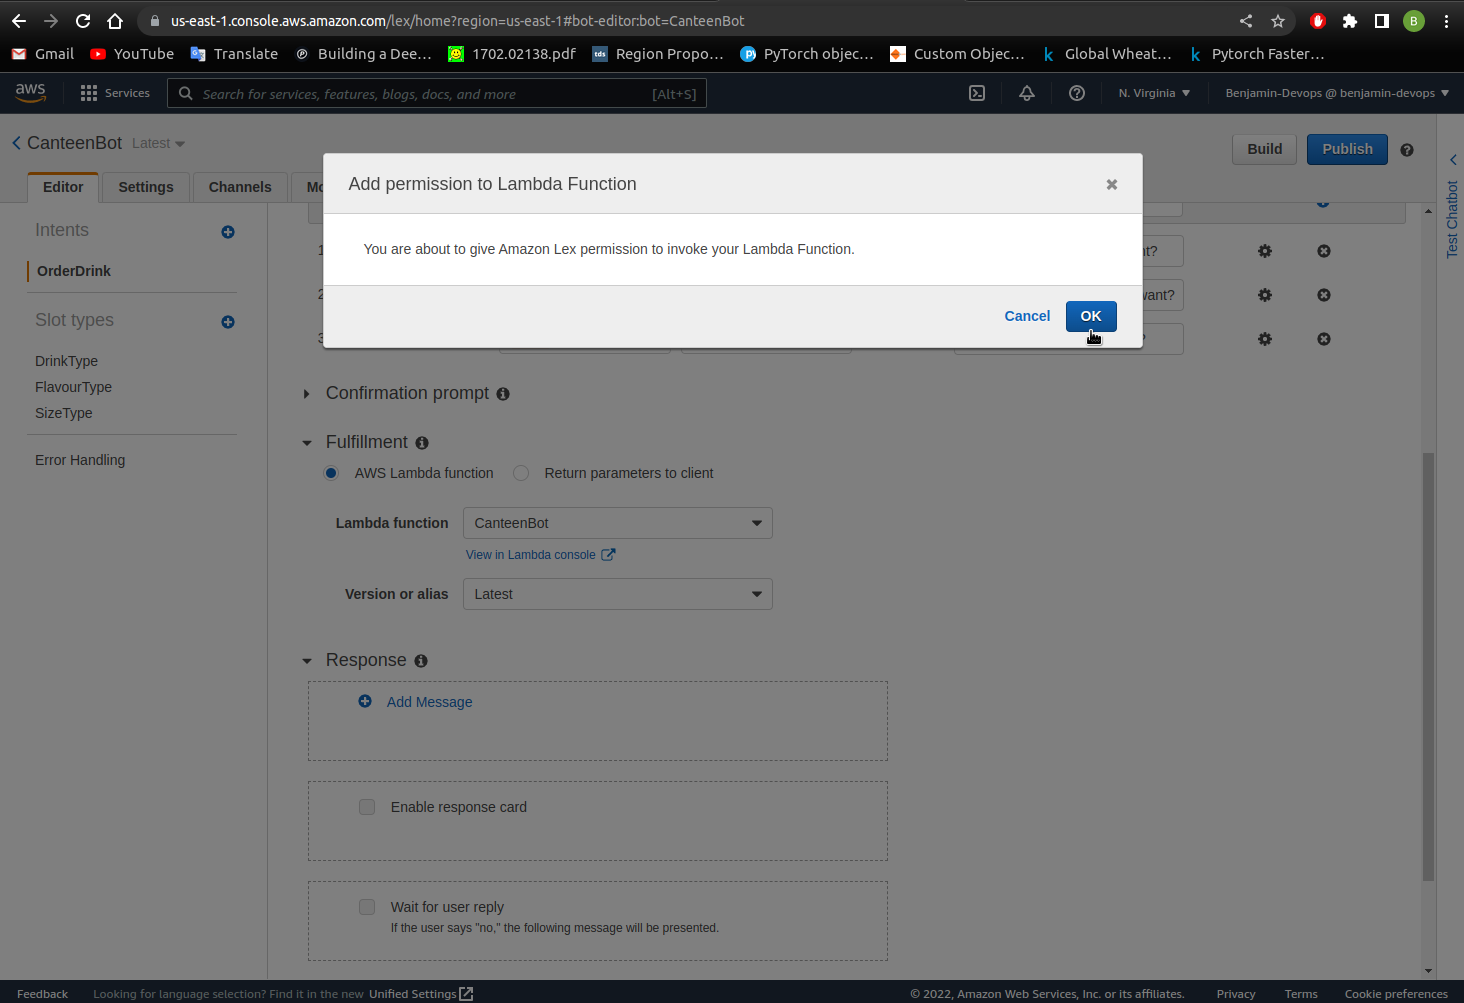 us-east-1.console.aws.amazon.com/lex/home?region=us-east-1#bot-editor:bot=CanteenBot
B
Gmail YouTube Translate Building a Dee... 1702.02138.pdf Region Propo... PyTorch objec... Custom Objec... Global Wheat... Pytorch Faster...
aws Services Search for services, features, blogs, docs, and more [Alt+S] N. Virginia Benjamin-Devops @ benjamin-devops
CanteenBot Latest Build Publish
Editor Settings Channels Mo
Test Chatbot
Add permission to Lambda Function
You are about to give Amazon Lex permission to invoke your Lambda Function.
Cancel OK
Intents
OrderDrink
Slot types
DrinkType
FlavourType
SizeType
Error Handling
1 nt?
2 want?
3 ?
Confirmation prompt
Fulfillment
AWS Lambda function Return parameters to client
Lambda function CanteenBot
View in Lambda console
Version or alias Latest
Response
Add Message
Enable response card
Wait for user reply
If the user says "no," the following message will be presented.
Feedback Looking for language selection? Find it in the new Unified Settings © 2022, Amazon Web Services, Inc. or its affiliates. Privacy Terms Cookie preferences